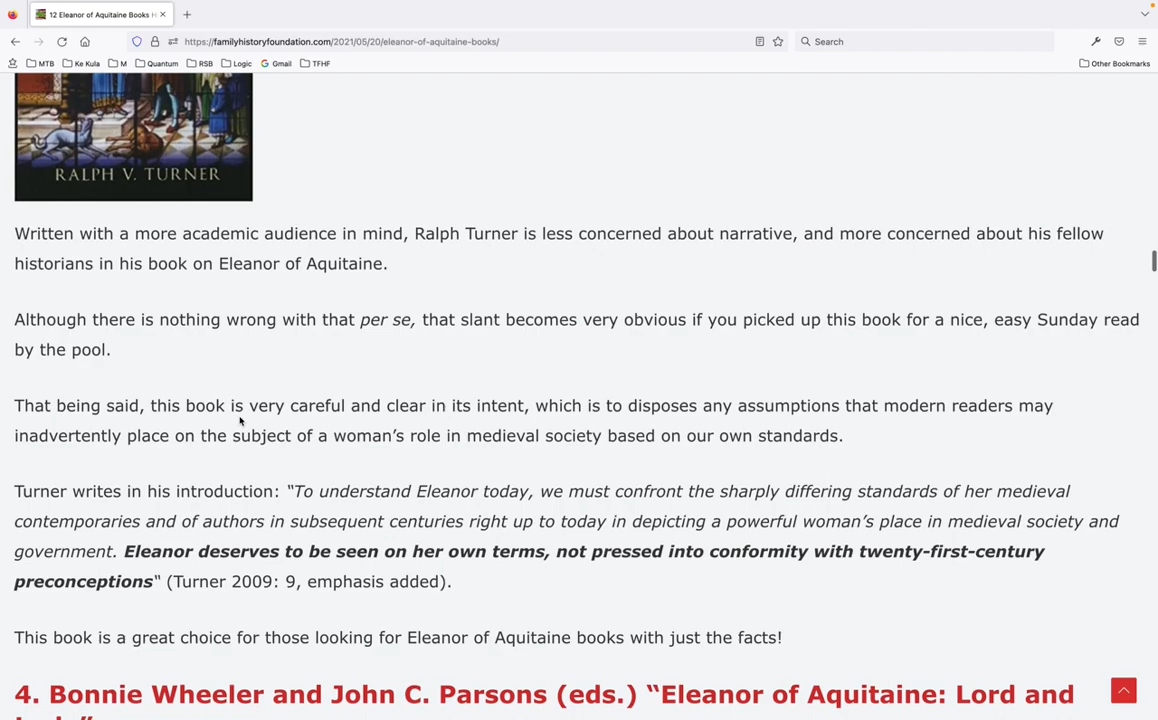 12 Eleanor of Aquitaine Books
https://familyhistoryfoundation.com/2021/05/20/eleanor-of-aquitaine-books/
Search
MTB Ke Kula M Quantum RSB Logic Gmail TFHF Other Bookmarks
RALPH V. TURNER
Written with a more academic audience in mind, Ralph Turner is less concerned about narrative, and more concerned about his fellow
historians in his book on Eleanor of Aquitaine.
Although there is nothing wrong with that per se, that slant becomes very obvious if you picked up this book for a nice, easy Sunday read
by the pool.
That being said, this book is very careful and clear in its intent, which is to disposes any assumptions that modern readers may
inadvertently place on the subject of a woman’s role in medieval society based on our own standards.
Turner writes in his introduction: “To understand Eleanor today, we must confront the sharply differing standards of her medieval
contemporaries and of authors in subsequent centuries right up to today in depicting a powerful woman’s place in medieval society and
government. Eleanor deserves to be seen on her own terms, not pressed into conformity with twenty-first-century
preconceptions“ (Turner 2009: 9, emphasis added).
This book is a great choice for those looking for Eleanor of Aquitaine books with just the facts!
4. Bonnie Wheeler and John C. Parsons (eds.) “Eleanor of Aquitaine: Lord and